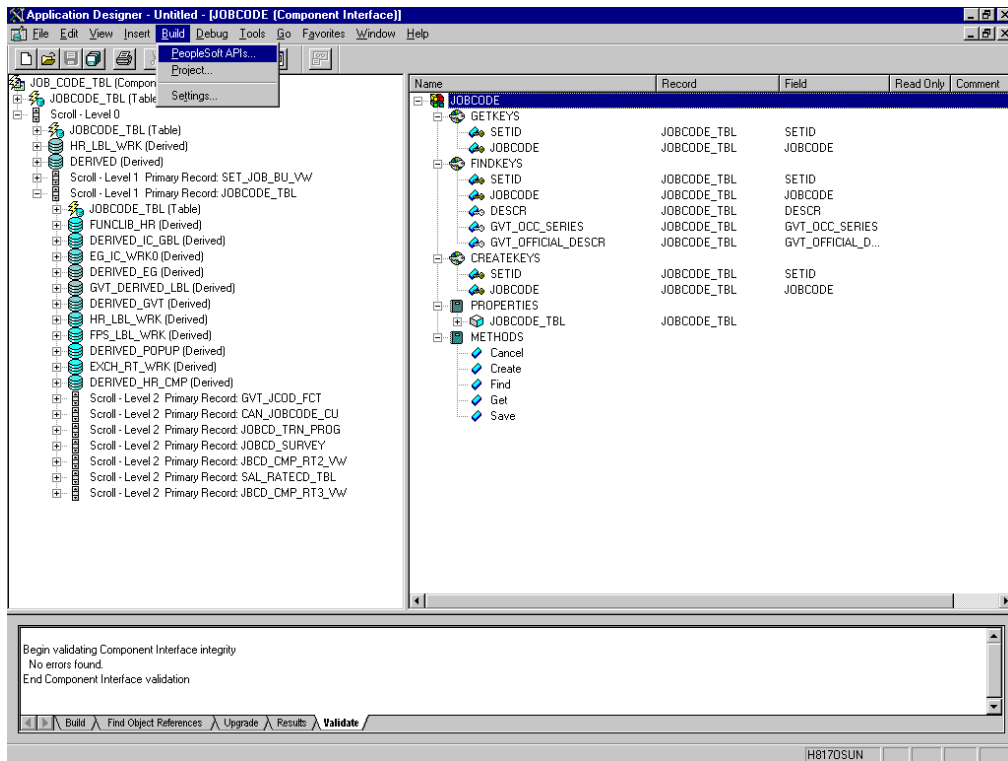 Application Designer - Untitled - [JOBCODE (Component Interface)]
File Edit View Insert Build Debug Tools Go Favorites Window Help
PeopleSoft APIs...
Project...
Settings...
JOB_CODE_TBL (Compon
JOBCODE_TBL (Table
Scroll - Level 0
JOBCODE_TBL (Table)
HR_LBL_WRK (Derived)
DERIVED (Derived)
Scroll - Level 1 Primary Record: SET_JOB_BU_VW
Scroll - Level 1 Primary Record: JOBCODE_TBL
JOBCODE_TBL (Table)
FUNCLIB_HR (Derived)
DERIVED_IC_GBL (Derived)
EG_IC_WRK0 (Derived)
DERIVED_EG (Derived)
GVT_DERIVED_LBL (Derived)
DERIVED_GVT (Derived)
HR_LBL_WRK (Derived)
FPS_LBL_WRK (Derived)
DERIVED_POPUP (Derived)
EXCH_RT_WRK (Derived)
DERIVED_HR_CMP (Derived)
Scroll - Level 2 Primary Record: GVT_JCOD_FCT
Scroll - Level 2 Primary Record: CAN_JOBCODE_CU
Scroll - Level 2 Primary Record: JOBCD_TRN_PROG
Scroll - Level 2 Primary Record: JOBCD_SURVEY
Scroll - Level 2 Primary Record: JBCD_CMP_RT2_VW
Scroll - Level 2 Primary Record: SAL_RATECD_TBL
Scroll - Level 2 Primary Record: JBCD_CMP_RT3_VW
Name Record Field Read Only Comment
JOBCODE
GETKEYS
SETID JOBCODE_TBL SETID
JOBCODE JOBCODE_TBL JOBCODE
FINDKEYS
SETID JOBCODE_TBL SETID
JOBCODE JOBCODE_TBL JOBCODE
DESCR JOBCODE_TBL DESCR
GVT_OCC_SERIES JOBCODE_TBL GVT_OCC_SERIES
GVT_OFFICIAL_DESCR JOBCODE_TBL GVT_OFFICIAL_D...
CREATEKEYS
SETID JOBCODE_TBL SETID
JOBCODE JOBCODE_TBL JOBCODE
PROPERTIES
JOBCODE_TBL JOBCODE_TBL
METHODS
Cancel
Create
Find
Get
Save
Begin validating Component Interface integrity
No errors found.
End Component Interface validation
Build Find Object References Upgrade Results Validate
H8170SUN